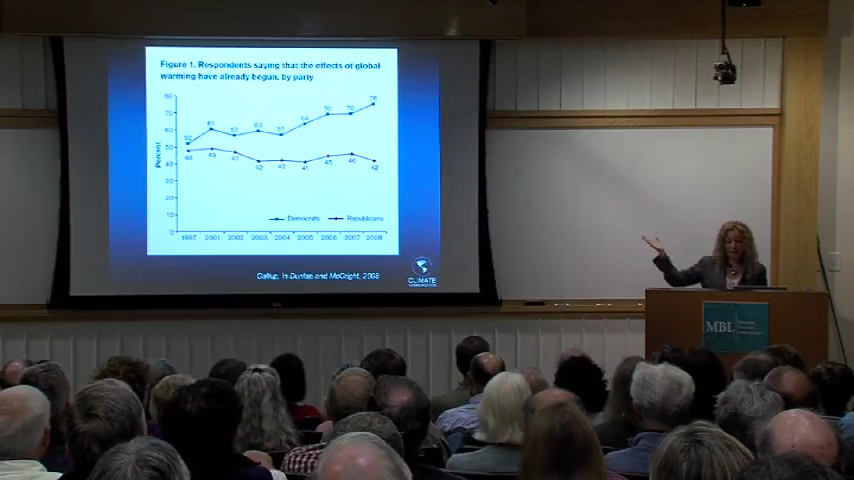 Figure 1. Respondents saying that the effects of global
warming have already begun, by party
80
70
60
50
40
30
20
10
0
Percent
52
61
60
57
64
70
70
76
48
49
47
42
42
41
45
46
42
Democrats
Republicans
1997 2001 2002 2003 2004 2005 2006 2007 2008
Gallup, in Dunlap and McCright, 2008
CLIMATE
MBL